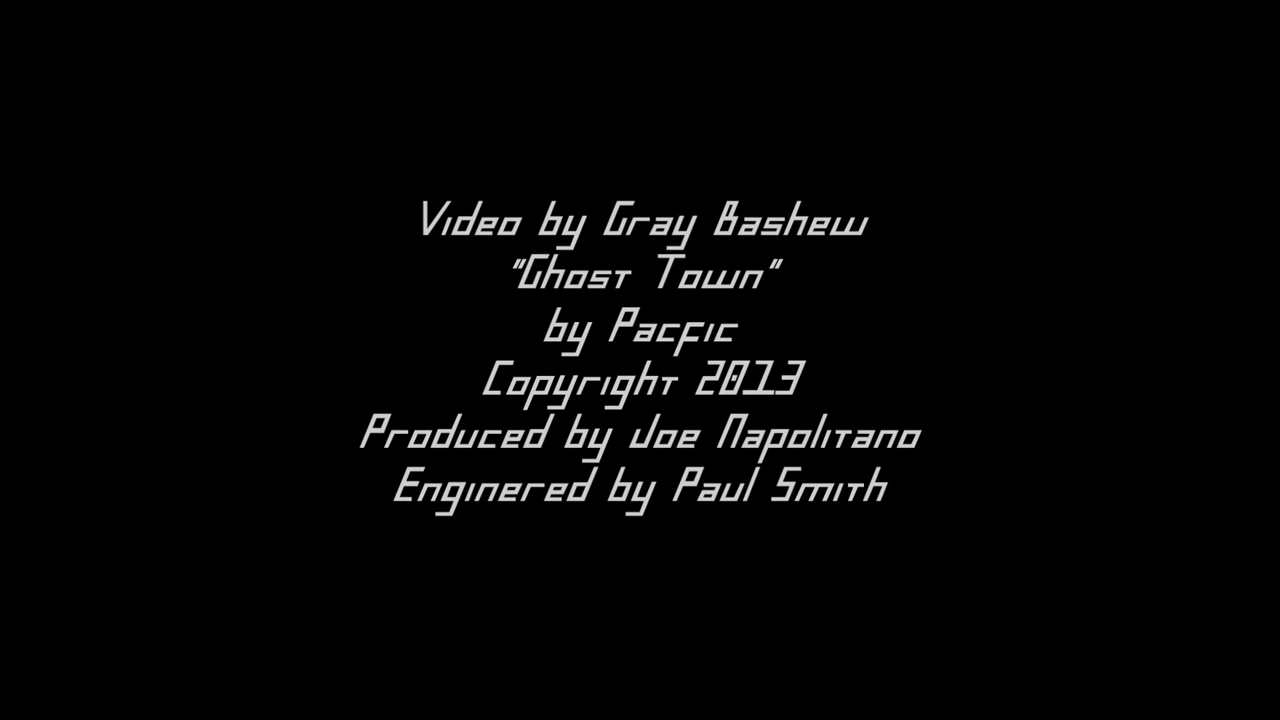 Video by Gray Bashew
"Ghost Town"
by Pacfic
Copyright 2013
Produced by Joe Napolitano
Enginered by Paul Smith